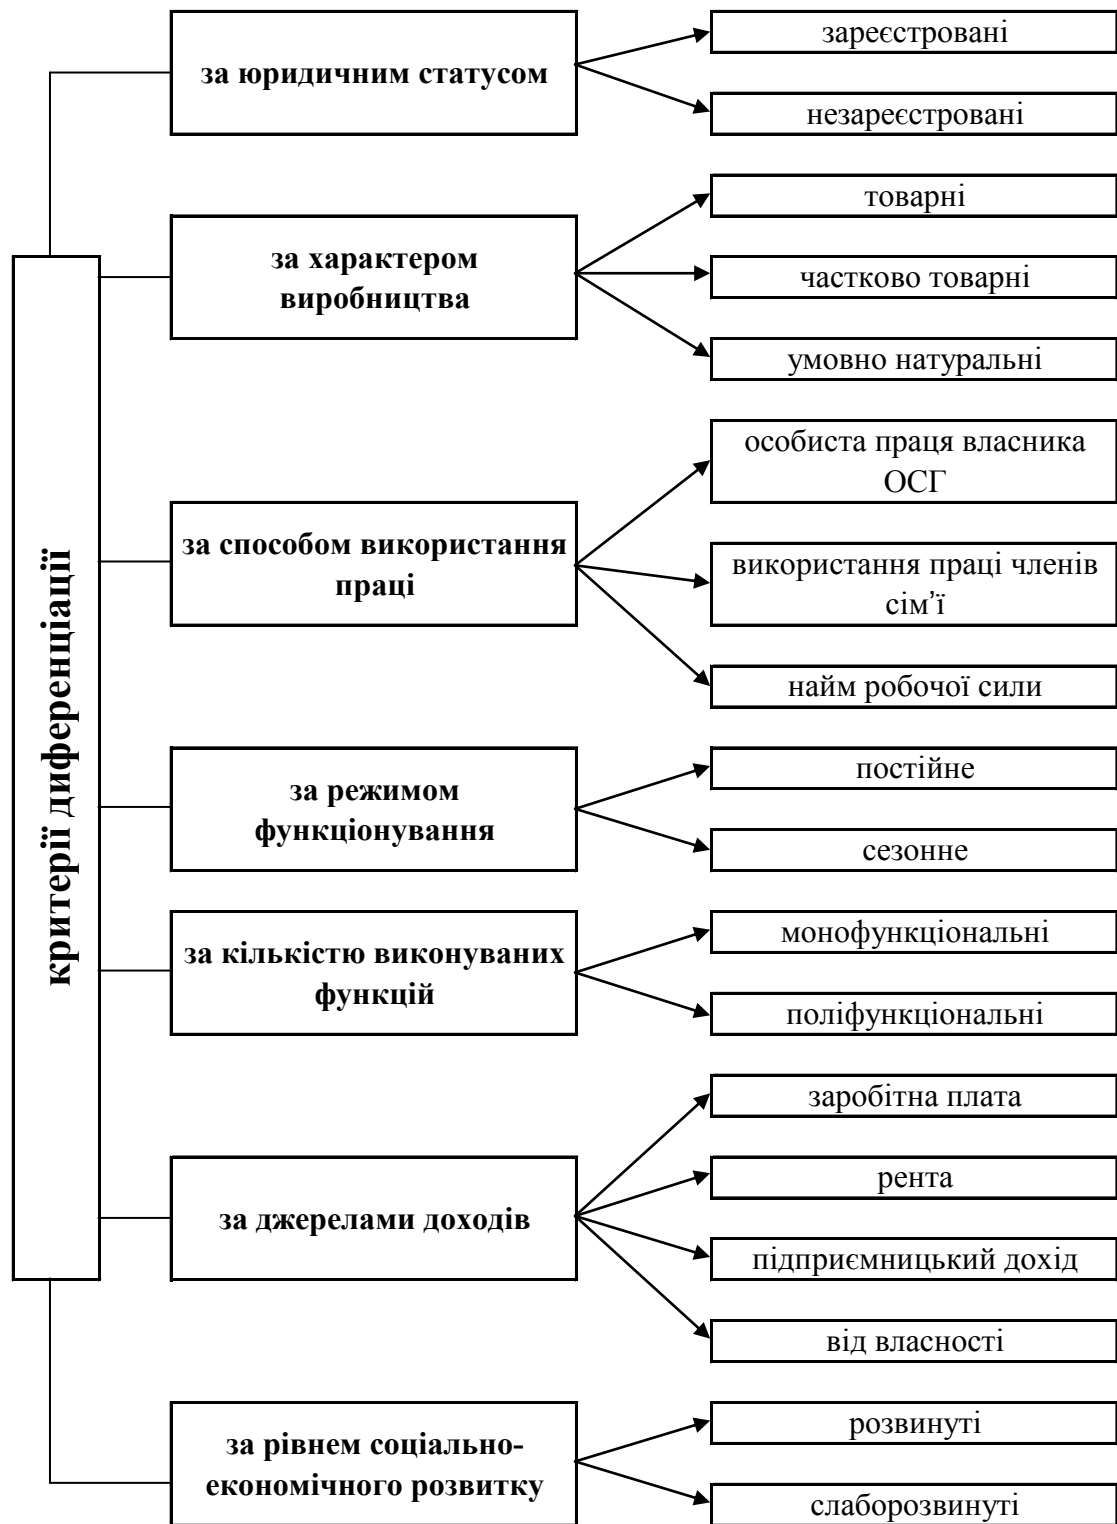 критерії диференціації
за юридичним статусом
зареєстровані
незареєстровані
за характером
виробництва
товарні
частково товарні
умовно натуральні
за способом використання
праці
особиста праця власника
ОСГ
використання праці членів
сім’ї
найм робочої сили
за режимом
функціонування
постійне
сезонне
за кількістю виконуваних
функцій
монофункціональні
поліфункціональні
за джерелами доходів
заробітна плата
рента
підприємницький дохід
від власності
за рівнем соціально-
економічного розвитку
розвинуті
слаборозвинуті